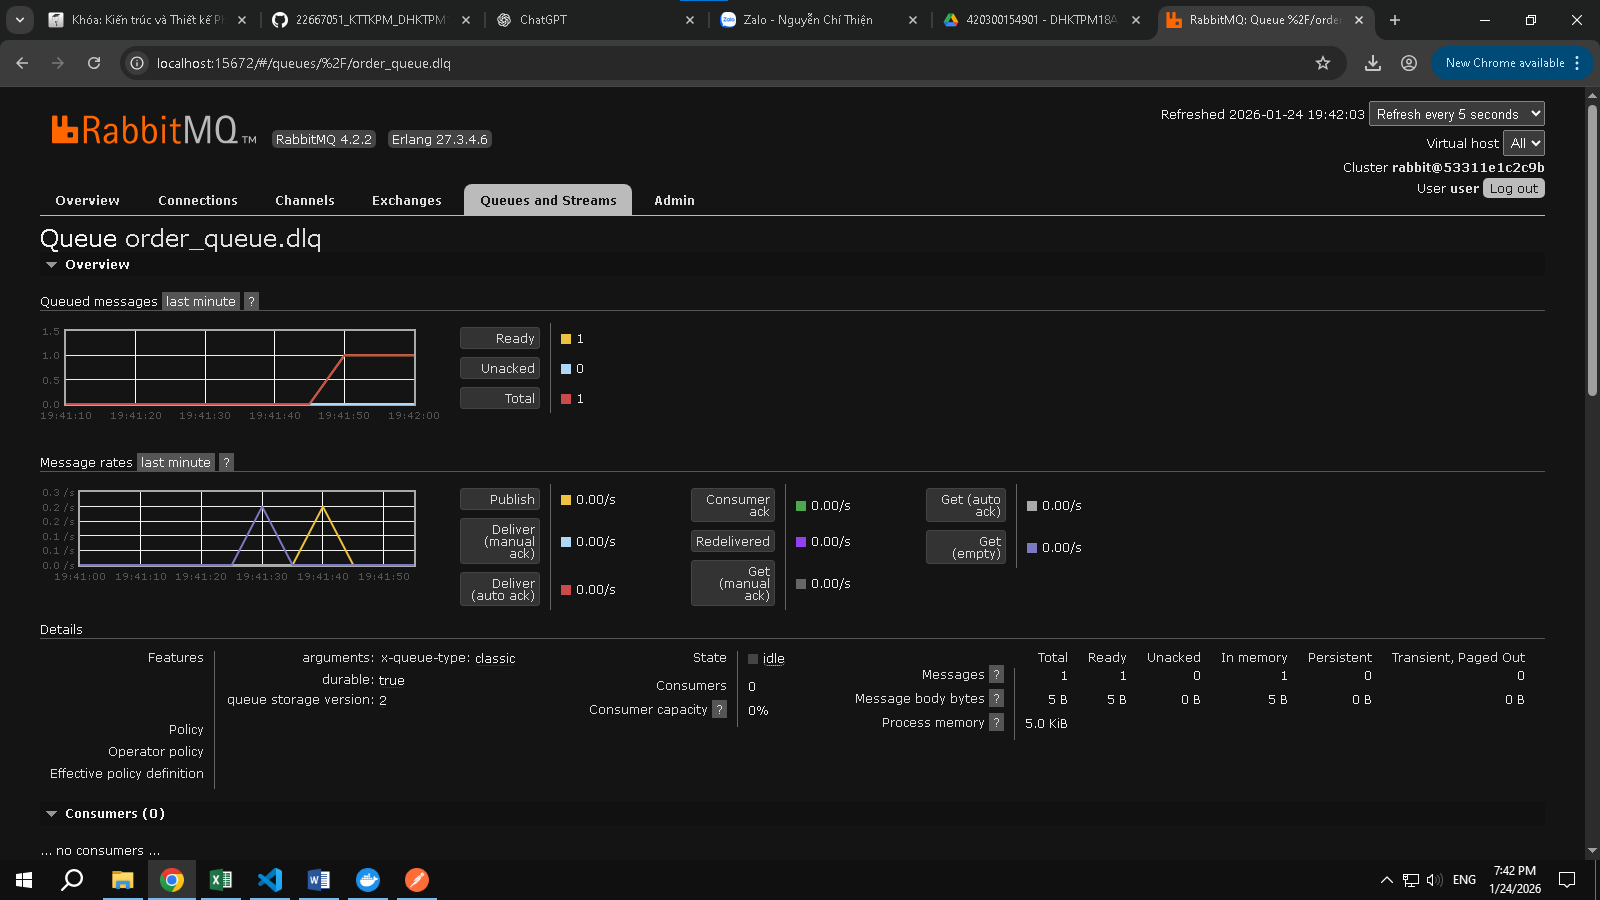 Khóa: Kiến trúc và Thiết kế P
22667051_KTTKPM_DHKTPM
ChatGPT
Zalo - Nguyễn Chí Thiện
420300154901 - DHKTPM18A
RabbitMQ: Queue %2F/order
localhost:15672/#/queues/%2F/order_queue.dlq
New Chrome available
RabbitMQ TM
RabbitMQ 4.2.2
Erlang 27.3.4.6
Refreshed 2026-01-24 19:42:03
Refresh every 5 seconds
Virtual host All
Cluster rabbit@53311e1c2c9b
User user Log out
Overview Connections Channels Exchanges Queues and Streams Admin
Queue order_queue.dlq
Overview
Queued messages last minute ?
1.5
1.0
0.5
0.0
19:41:10 19:41:20 19:41:30 19:41:40 19:41:50 19:42:00
Ready 1
Unacked 0
Total 1
Message rates last minute ?
0.3 /s
0.2 /s
0.2 /s
0.1 /s
0.1 /s
0.0 /s
19:41:00 19:41:10 19:41:20 19:41:30 19:41:40 19:41:50
Publish 0.00/s
Deliver (manual ack) 0.00/s
Deliver (auto ack) 0.00/s
Consumer ack 0.00/s
Redelivered 0.00/s
Get (manual ack) 0.00/s
Get (auto ack) 0.00/s
Get (empty) 0.00/s
Details
Features
arguments: x-queue-type: classic
durable: true
queue storage version: 2
Policy
Operator policy
Effective policy definition
State idle
Consumers 0
Consumer capacity ? 0%
Total Ready Unacked In memory Persistent Transient, Paged Out
Messages ? 1 1 0 1 0 0
Message body bytes ? 5 B 5 B 0 B 5 B 0 B 0 B
Process memory ? 5.0 KiB
Consumers (0)
... no consumers ...
ENG
7:42 PM
1/24/2026